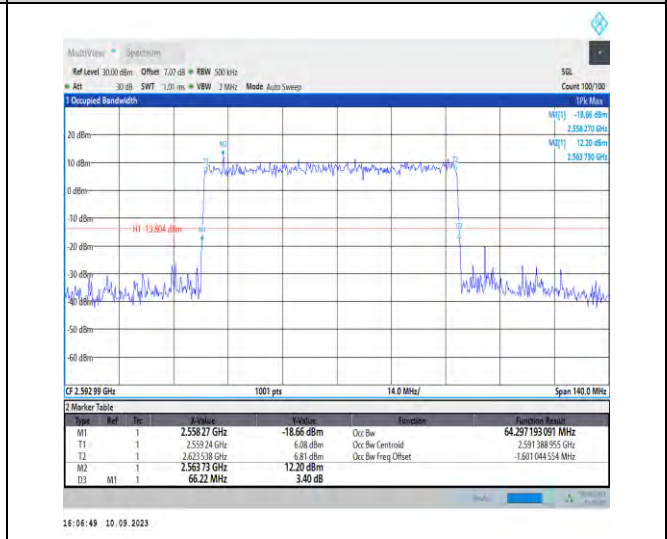 MultiView Spectrum
Ref Level 30.00 dBm Offset 7.07 dB RBW 500 kHz SGL
Att 30 dB SWT 1.01 ms VBW 2 MHz Mode Auto Sweep Count 100/100
1 Occupied Bandwidth 1Pk Max
M1[1] -18.66 dBm
2.558 270 GHz
M2[1] 12.20 dBm
2.563 730 GHz
20 dBm
M2
T1 T2
10 dBm
0 dBm
-10 dBm
H1 -13.804 dBm
M1
D3
-20 dBm
-30 dBm
-40 dBm
-50 dBm
-60 dBm
CF 2.592 99 GHz 1001 pts 14.0 MHz/ Span 140.0 MHz
2 Marker Table
Type Ref Trc X-Value Y-Value Function Function Result
M1 1 2.558 27 GHz -18.66 dBm Occ Bw 64.297 193 091 MHz
T1 1 2.559 24 GHz 6.08 dBm Occ Bw Centroid 2.591 388 955 GHz
T2 1 2.623 538 GHz 6.81 dBm Occ Bw Freq Offset -1.601 044 554 MHz
M2 1 2.563 73 GHz 12.20 dBm
D3 M1 1 66.22 MHz 3.40 dB
16:06:49 10.09.2023